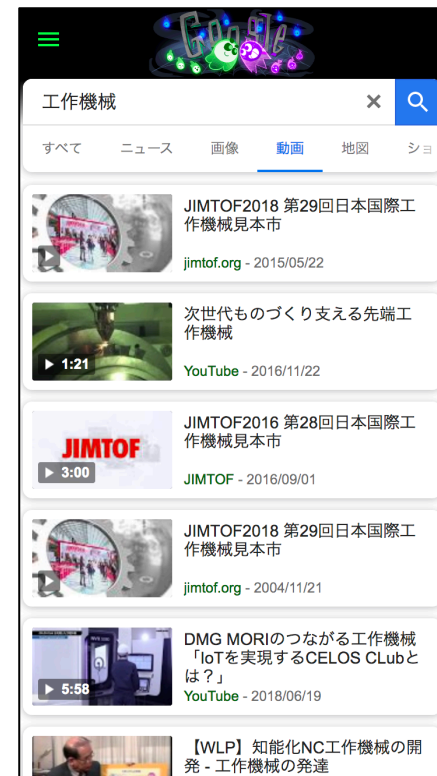 Google
工作機械
すべて ニュース 画像 動画 地図 ショ
JIMTOF2018 第29回日本国際工
作機械見本市
jimtof.org - 2015/05/22
次世代ものづくり支える先端工
作機械
1:21
YouTube - 2016/11/22
JIMTOF2016 第28回日本国際工
作機械見本市
JIMTOF
3:00
JIMTOF - 2016/09/01
JIMTOF2018 第29回日本国際工
作機械見本市
jimtof.org - 2004/11/21
DMG MORIのつながる工作機械
「IoTを実現するCELOS CLubと
は？」
5:58
YouTube - 2018/06/19
【WLP】知能化NC工作機械の開
発 - 工作機械の発達